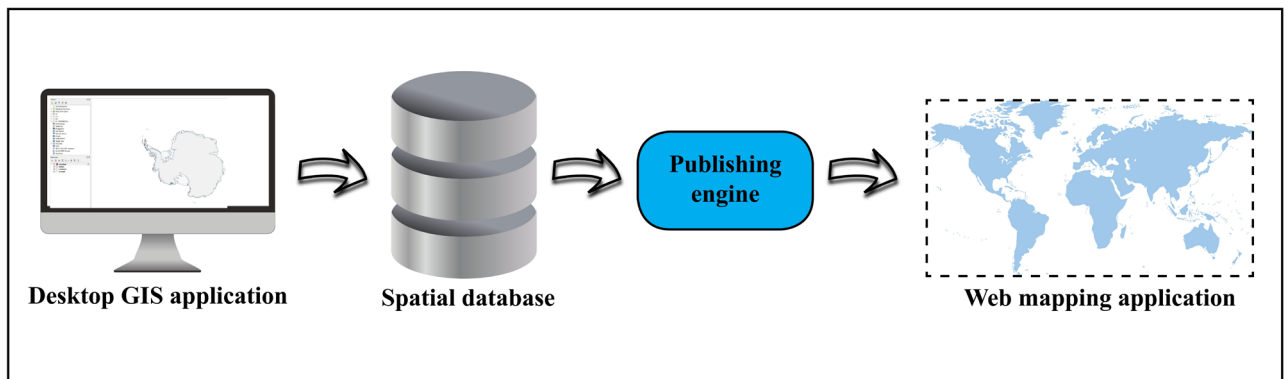 Publishing
engine
Desktop GIS application
Spatial database
Web mapping application